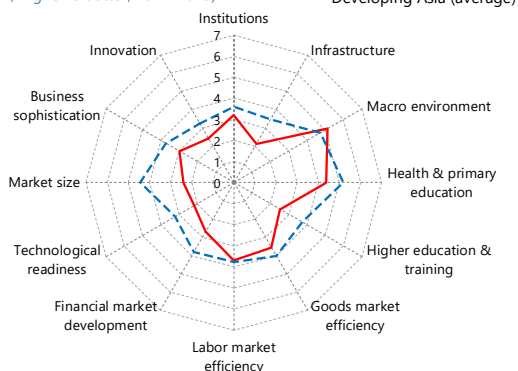 Developing Asia (average)
Institutions
Infrastructure
Macro environment
Health & primary
education
Higher education &
training
Goods market
efficiency
Labor market
efficiency
Financial market
development
Technological
readiness
Market size
Business
sophistication
Innovation
7
6
5
4
3
2
1
0